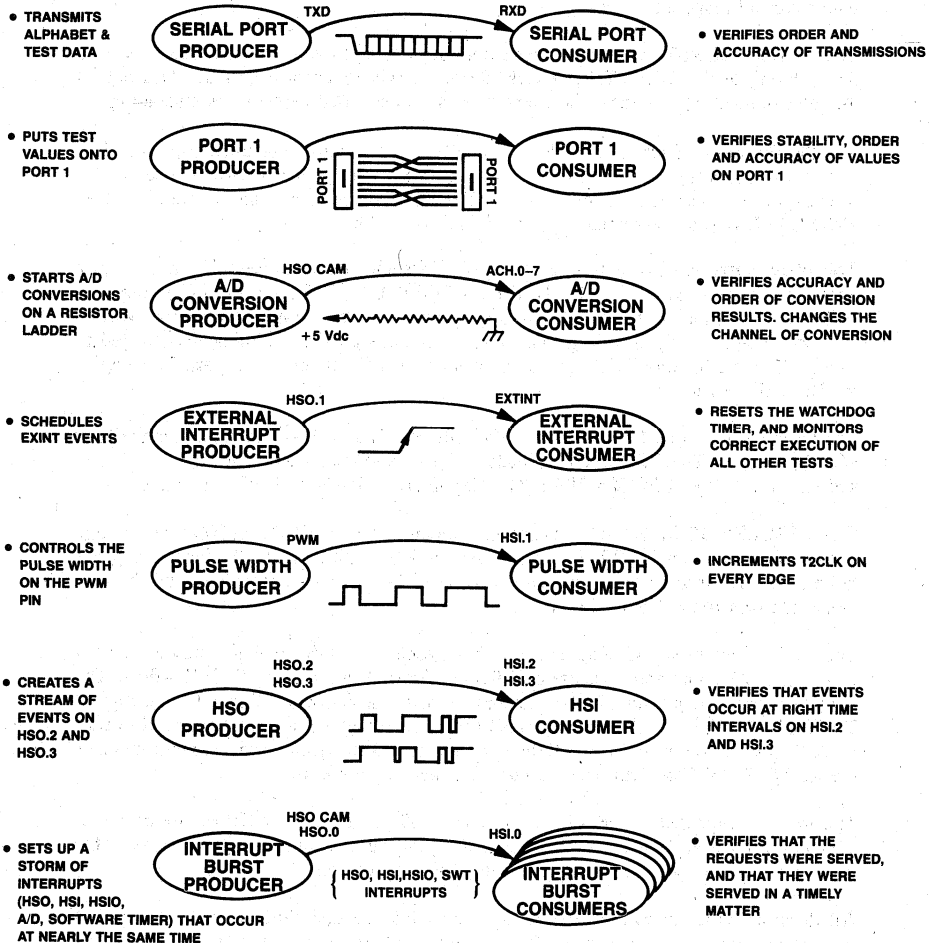 • TRANSMITS
ALPHABET &
TEST DATA
TXD
RXD
SERIAL PORT
PRODUCER
SERIAL PORT
CONSUMER
• VERIFIES ORDER AND
ACCURACY OF TRANSMISSIONS
• PUTS TEST
VALUES ONTO
PORT 1
PORT 1
PRODUCER
PORT 1
PORT 1
PORT 1
CONSUMER
• VERIFIES STABILITY, ORDER
AND ACCURACY OF VALUES
ON PORT 1
• STARTS A/D
CONVERSIONS
ON A RESISTOR
LADDER
HSO CAM
ACH.0–7
A/D
CONVERSION
PRODUCER
+5 Vdc
A/D
CONVERSION
CONSUMER
• VERIFIES ACCURACY AND
ORDER OF CONVERSION
RESULTS. CHANGES THE
CHANNEL OF CONVERSION
• SCHEDULES
EXINT EVENTS
HSO.1
EXTINT
EXTERNAL
INTERRUPT
PRODUCER
EXTERNAL
INTERRUPT
CONSUMER
• RESETS THE WATCHDOG
TIMER, AND MONITORS
CORRECT EXECUTION OF
ALL OTHER TESTS
• CONTROLS THE
PULSE WIDTH
ON THE PWM
PIN
PWM
HSI.1
PULSE WIDTH
PRODUCER
PULSE WIDTH
CONSUMER
• INCREMENTS T2CLK ON
EVERY EDGE
• CREATES A
STREAM OF
EVENTS ON
HSO.2 AND
HSO.3
HSO.2
HSO.3
HSI.2
HSI.3
HSO
PRODUCER
HSI
CONSUMER
• VERIFIES THAT EVENTS
OCCUR AT RIGHT TIME
INTERVALS ON HSI.2
AND HSI.3
• SETS UP A
STORM OF
INTERRUPTS
(HSO, HSI, HSIO,
A/D, SOFTWARE TIMER) THAT OCCUR
AT NEARLY THE SAME TIME
HSO CAM
HSO.0
HSI.0
INTERRUPT
BURST
PRODUCER
{HSO, HSI,HSIO, SWT}
INTERRUPTS
INTERRUPT
BURST
CONSUMERS
• VERIFIES THAT THE
REQUESTS WERE SERVED,
AND THAT THEY WERE
SERVED IN A TIMELY
MATTER